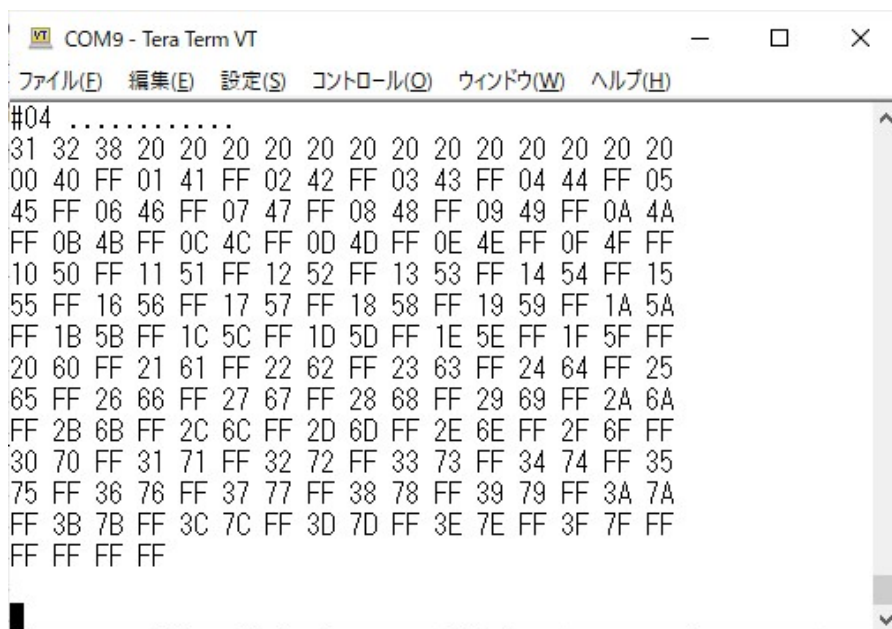 COM9 - Tera Term VT
ファイル(F) 編集(E) 設定(S) コントロール(O) ウィンドウ(W) ヘルプ(H)
#04 ............
31 32 38 20 20 20 20 20 20 20 20 20 20 20 20 20
00 40 FF 01 41 FF 02 42 FF 03 43 FF 04 44 FF 05
45 FF 06 46 FF 07 47 FF 08 48 FF 09 49 FF 0A 4A
FF 0B 4B FF 0C 4C FF 0D 4D FF 0E 4E FF 0F 4F FF
10 50 FF 11 51 FF 12 52 FF 13 53 FF 14 54 FF 15
55 FF 16 56 FF 17 57 FF 18 58 FF 19 59 FF 1A 5A
FF 1B 5B FF 1C 5C FF 1D 5D FF 1E 5E FF 1F 5F FF
20 60 FF 21 61 FF 22 62 FF 23 63 FF 24 64 FF 25
65 FF 26 66 FF 27 67 FF 28 68 FF 29 69 FF 2A 6A
FF 2B 6B FF 2C 6C FF 2D 6D FF 2E 6E FF 2F 6F FF
30 70 FF 31 71 FF 32 72 FF 33 73 FF 34 74 FF 35
75 FF 36 76 FF 37 77 FF 38 78 FF 39 79 FF 3A 7A
FF 3B 7B FF 3C 7C FF 3D 7D FF 3E 7E FF 3F 7F FF
FF FF FF FF